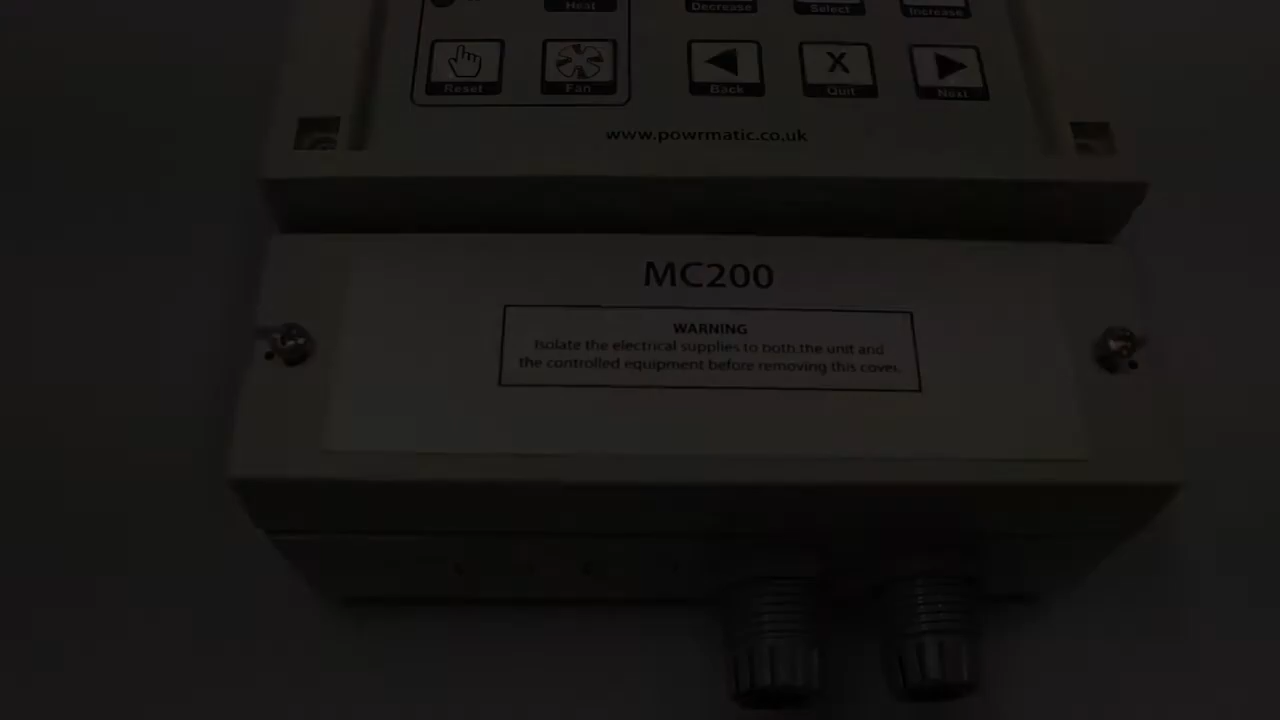 Heat
Decrease
Select
Increase
Reset
Fan
Back
X
Quit
Next
www.powrmatic.co.uk
MC200
WARNING
Isolate the electrical supplies to both the unit and
the controlled equipment before removing this cover.